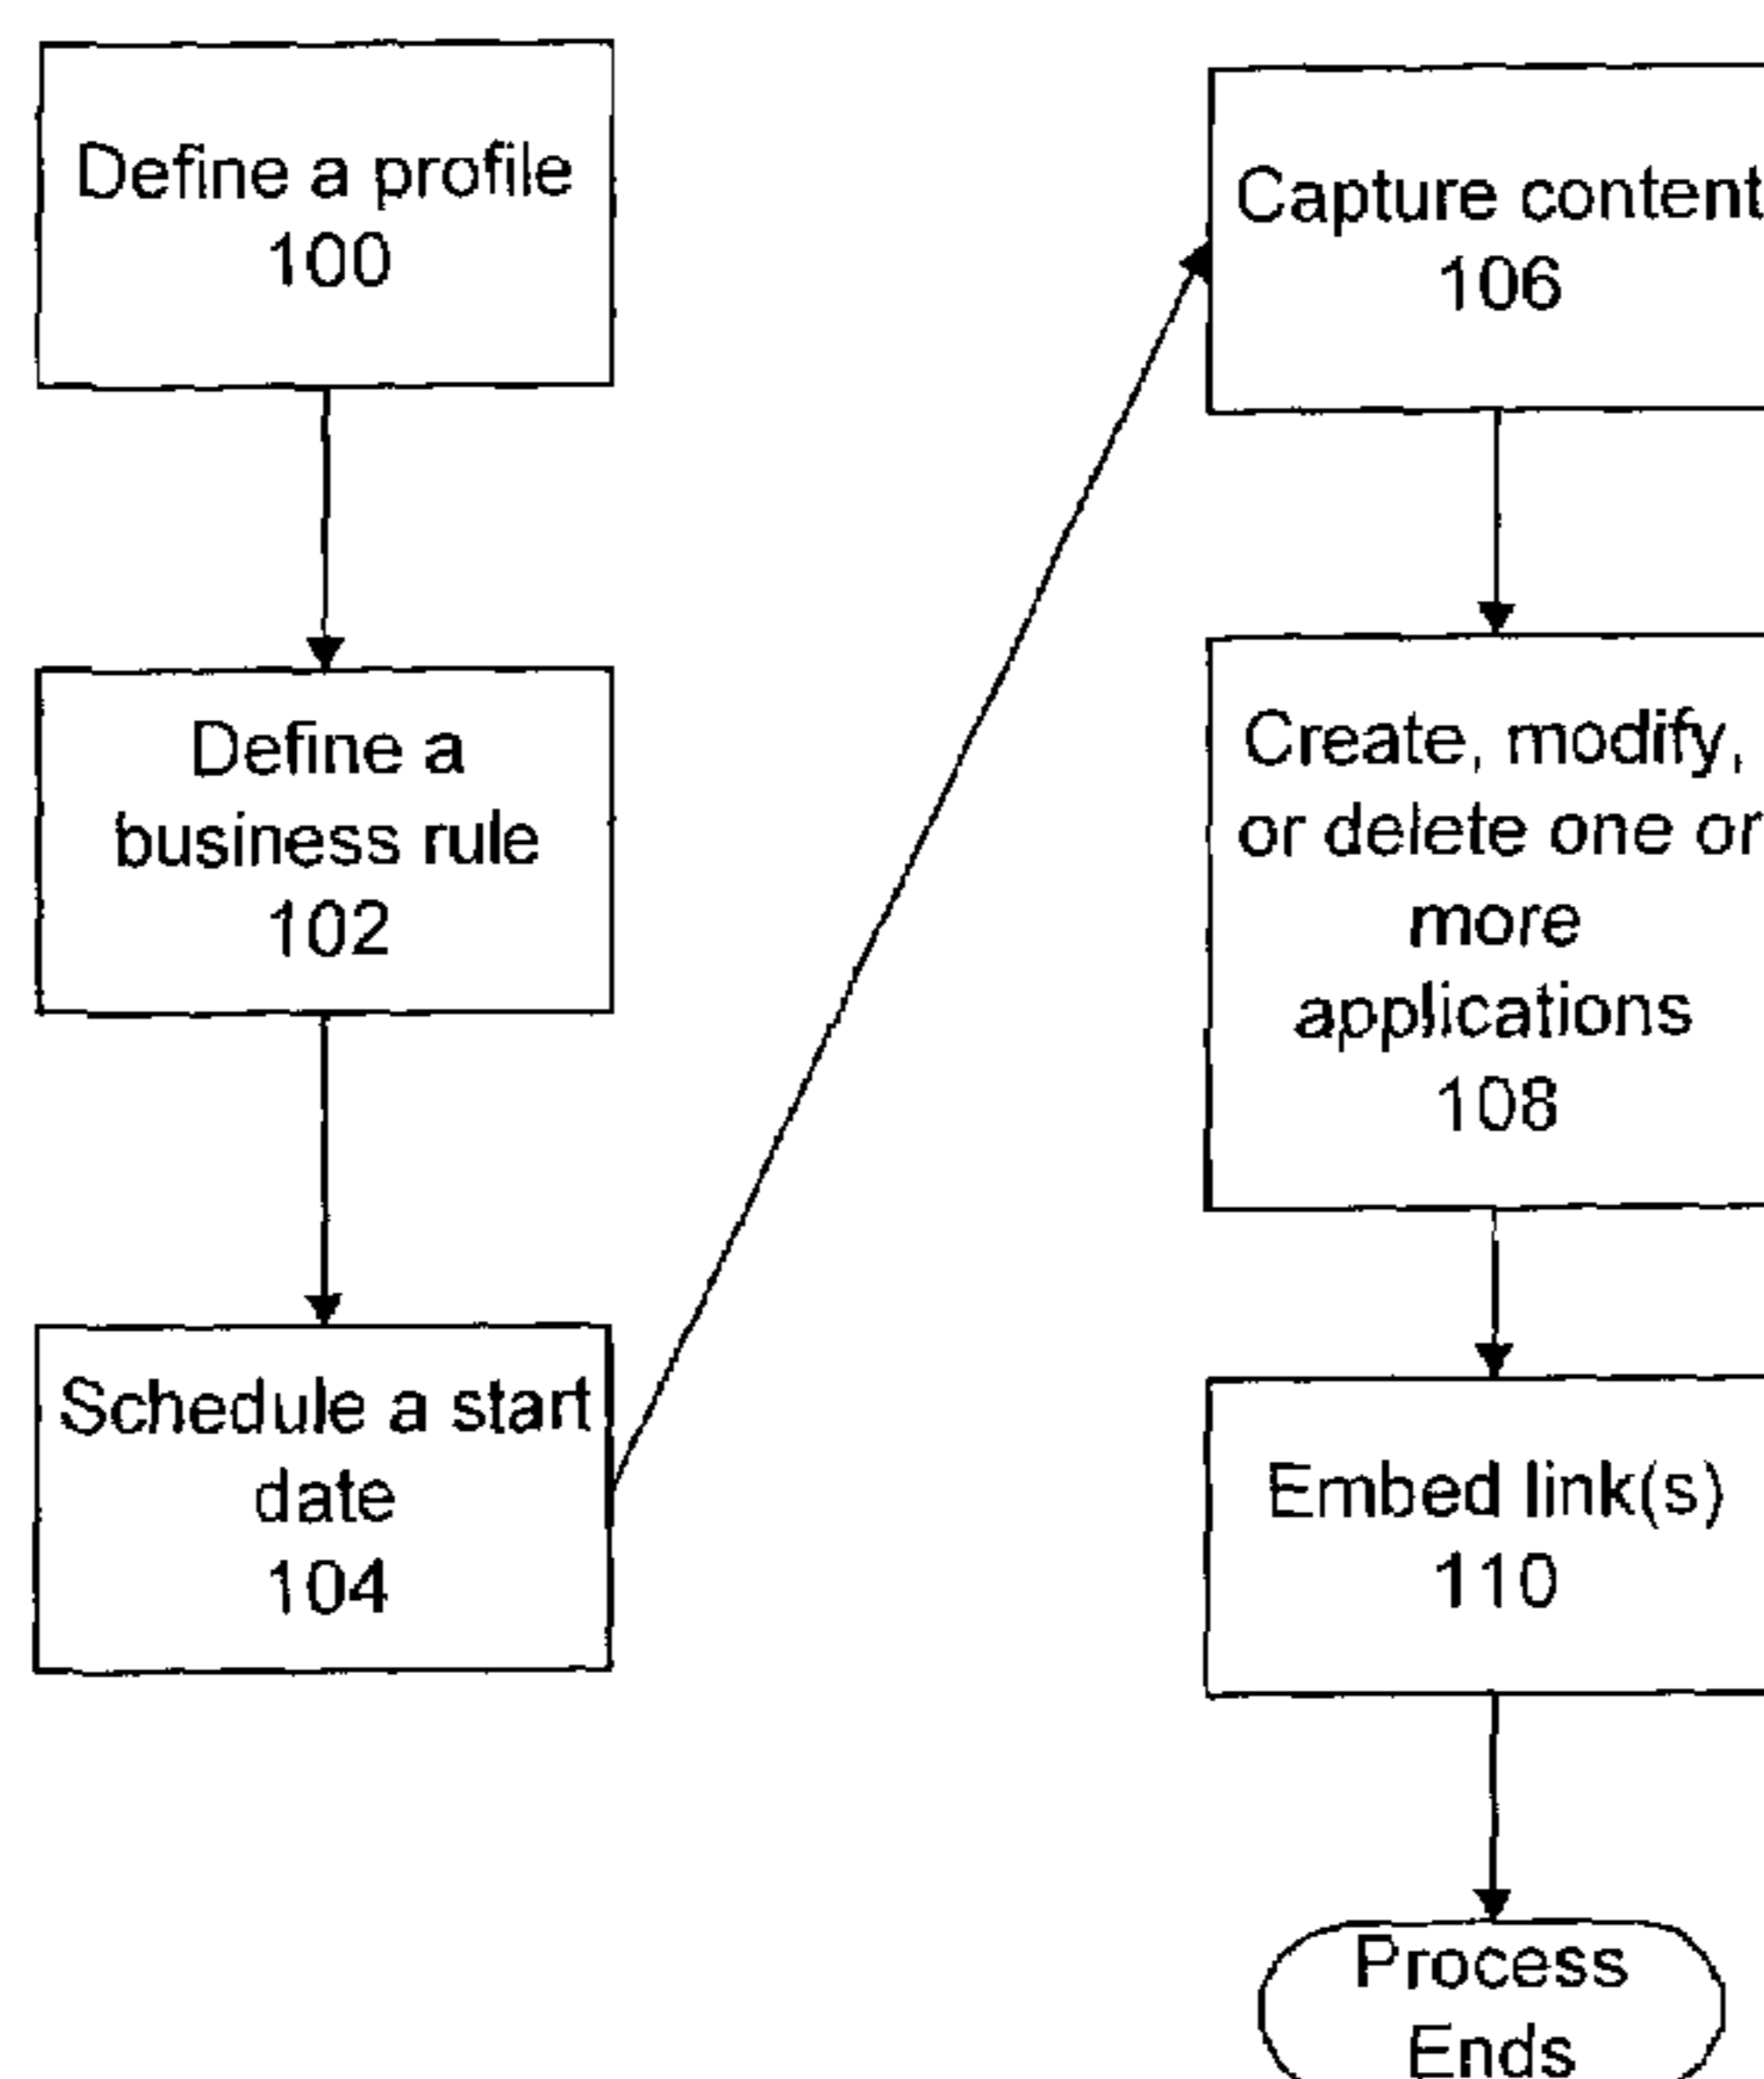 Define a profile
100
Define a
business rule
102
Schedule a start
date
104
Capture content
106
Create, modify,
or delete one or
more
applications
108
Embed link(s)
110
Process
Ends